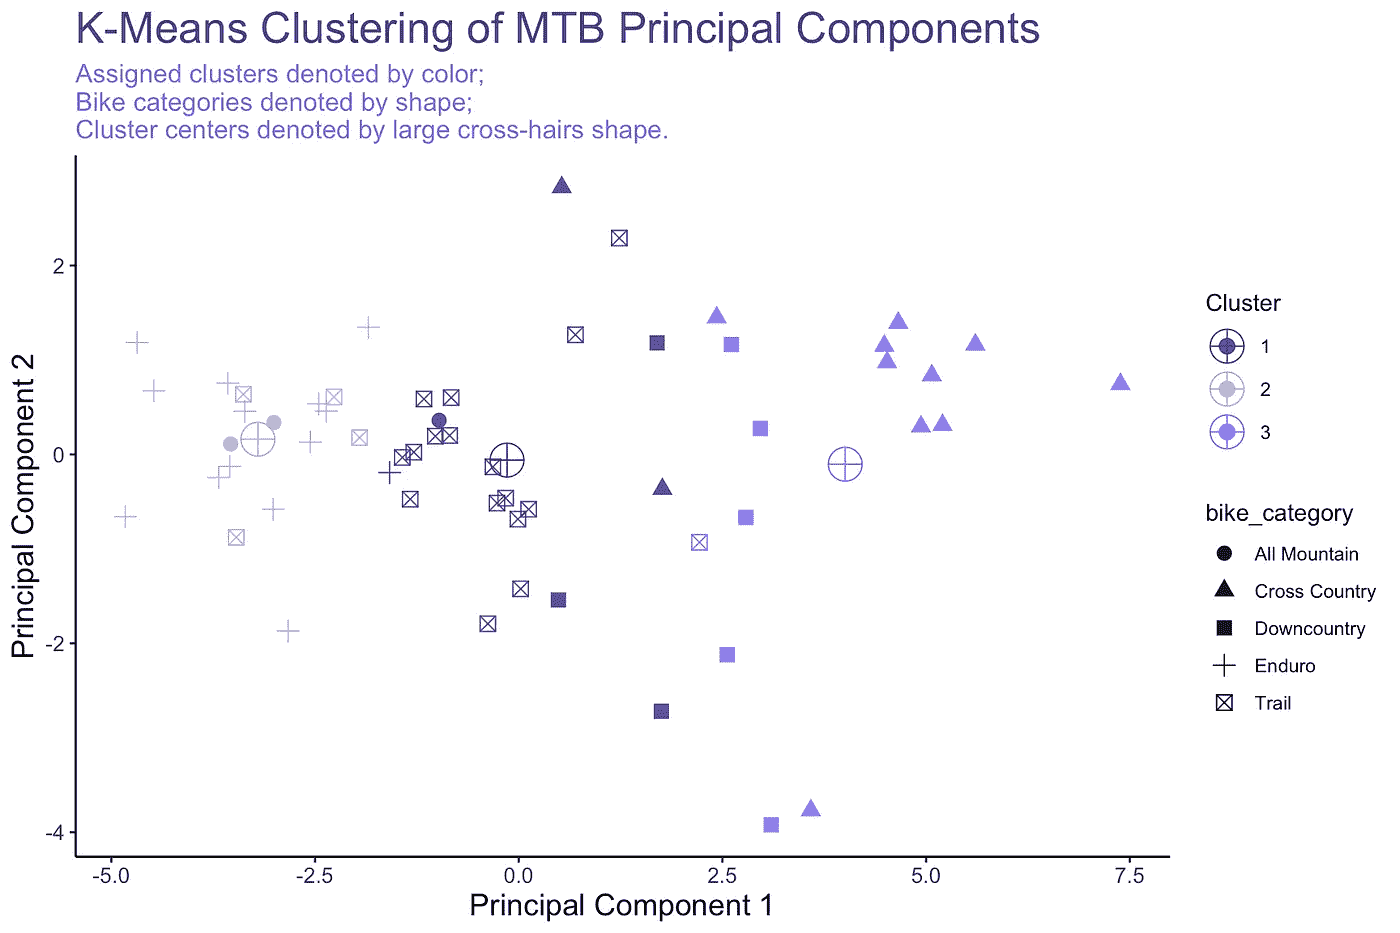 K-Means Clustering of MTB Principal Components
Assigned clusters denoted by color;
Bike categories denoted by shape;
Cluster centers denoted by large cross-hairs shape.
Principal Component 2
2
0
-2
-4
-5.0
-2.5
0.0
2.5
5.0
7.5
Principal Component 1
Cluster
1
2
3
bike_category
All Mountain
Cross Country
Downcountry
Enduro
Trail